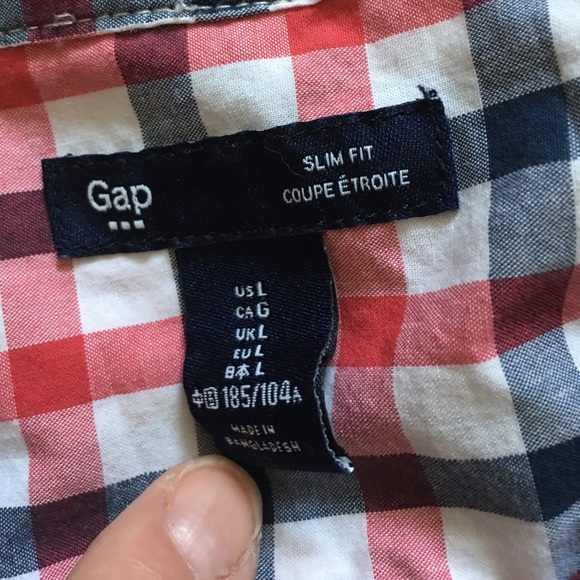 Gap
SLIM FIT
COUPE ÉTROITE
US L
CA G
UK L
EU L
日本 L
中国 185/104A
MADE IN
BANGLADESH